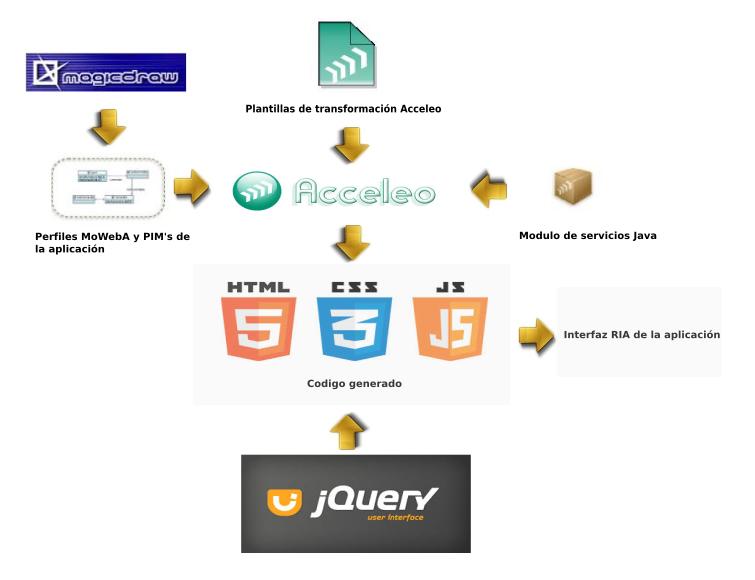 magicdraw
Plantillas de transformación Acceleo
Acceleo
Perfiles MoWebA y PIM's de
la aplicación
Modulo de servicios Java
HTML
CSS
JS
5
3
JS
Codigo generado
Interfaz RIA de la aplicación
jQuery
user interface